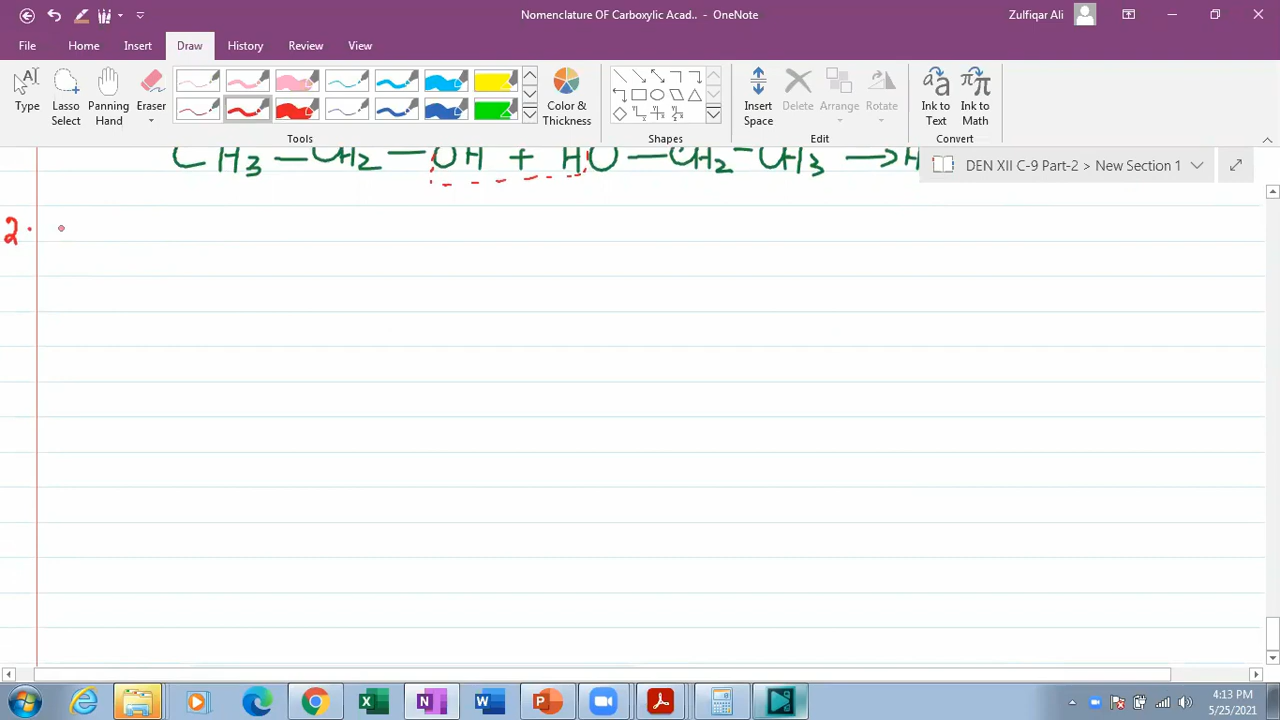 Nomenclature OF Carboxylic Acad.. - OneNote
Zulfiqar Ali
File Home Insert Draw History Review View
Type
Lasso Select
Panning Hand
Eraser
Color & Thickness
Insert Space
Delete
Arrange
Rotate
Ink to Text
Ink to Math
Tools
Shapes
Edit
Convert
CH3 — CH2 — OH + HO — CH2 – CH3 → H
DEN XII C-9 Part-2 > New Section 1
2.
4:13 PM
5/25/2021